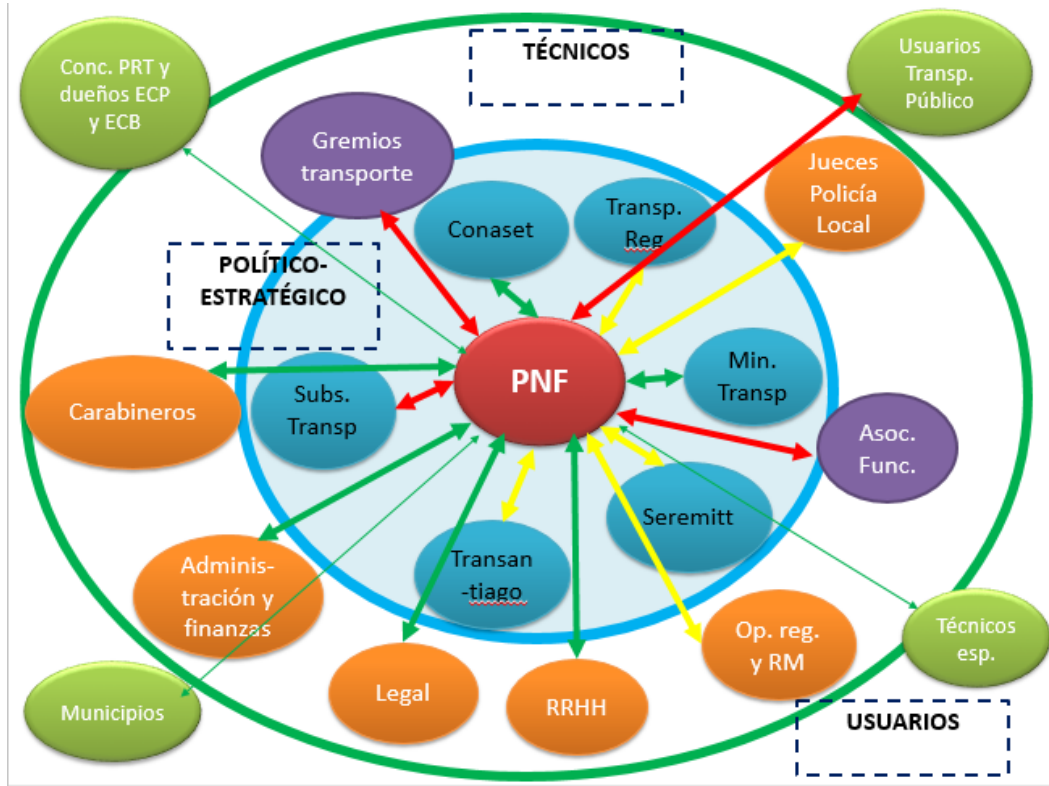 TÉCNICOS
Conc. PRT y
dueños ECP
y ECB
Usuarios
Transp.
Público
Gremios
transporte
Jueces
Policía
Local
Conaset
Transp.
Reg
POLÍTICO-
ESTRATÉGICO
PNF
Min.
Transp
Carabineros
Subs.
Transp
Asoc.
Func.
Seremitt
Adminis-
tración y
finanzas
Transan
-tiago
Op. reg.
y RM
Técnicos
esp.
Legal
RRHH
Municipios
USUARIOS